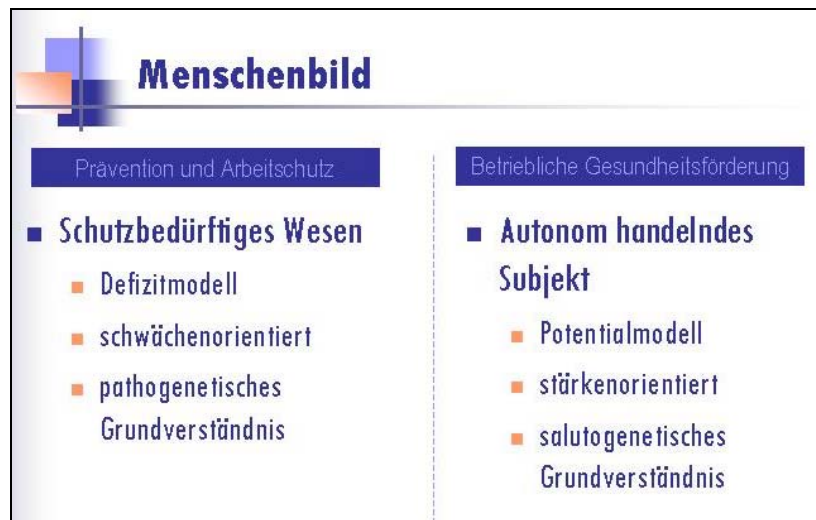 Menschenbild
Prävention und Arbeitschutz
Schutzbedürftiges Wesen
Defizitmodell
schwächenorientiert
pathogenetisches
Grundverständnis
Betriebliche Gesundheitsförderung
Autonom handelndes
Subjekt
Potentialmodell
stärkenorientiert
salutogenetisches
Grundverständnis